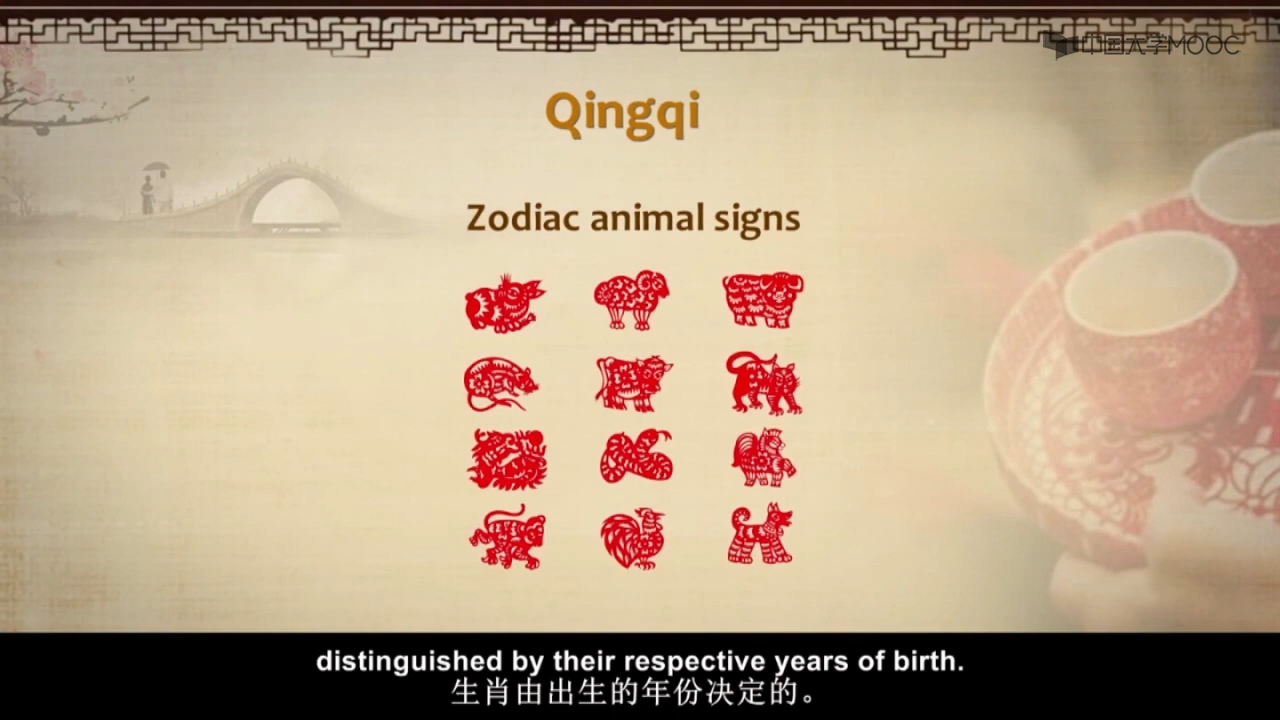 中国大学MOOC
Qingqi
Zodiac animal signs
distinguished by their respective years of birth.
生肖由出生的年份决定的。